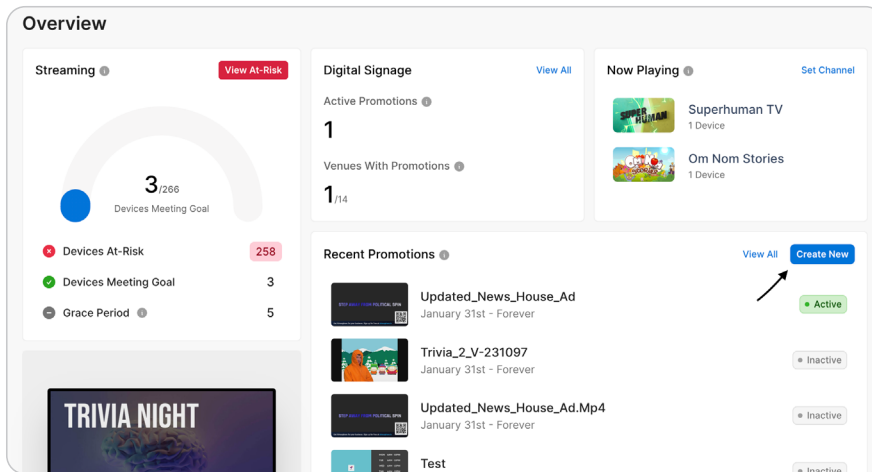 Overview
Streaming
View At-Risk
3/266
Devices Meeting Goal
Devices At-Risk
258
Devices Meeting Goal
3
Grace Period
5
TRIVIA NIGHT
Digital Signage
View All
Active Promotions
1
Venues With Promotions
1/14
Now Playing
Set Channel
SUPER
HUMAN
Superhuman TV
1 Device
Om Nom Stories
1 Device
Recent Promotions
View All
Create New
Updated_News_House_Ad
January 31st - Forever
Active
Trivia_2_V-231097
January 31st - Forever
Inactive
Updated_News_House_Ad.Mp4
January 31st - Forever
Inactive
Test
Inactive